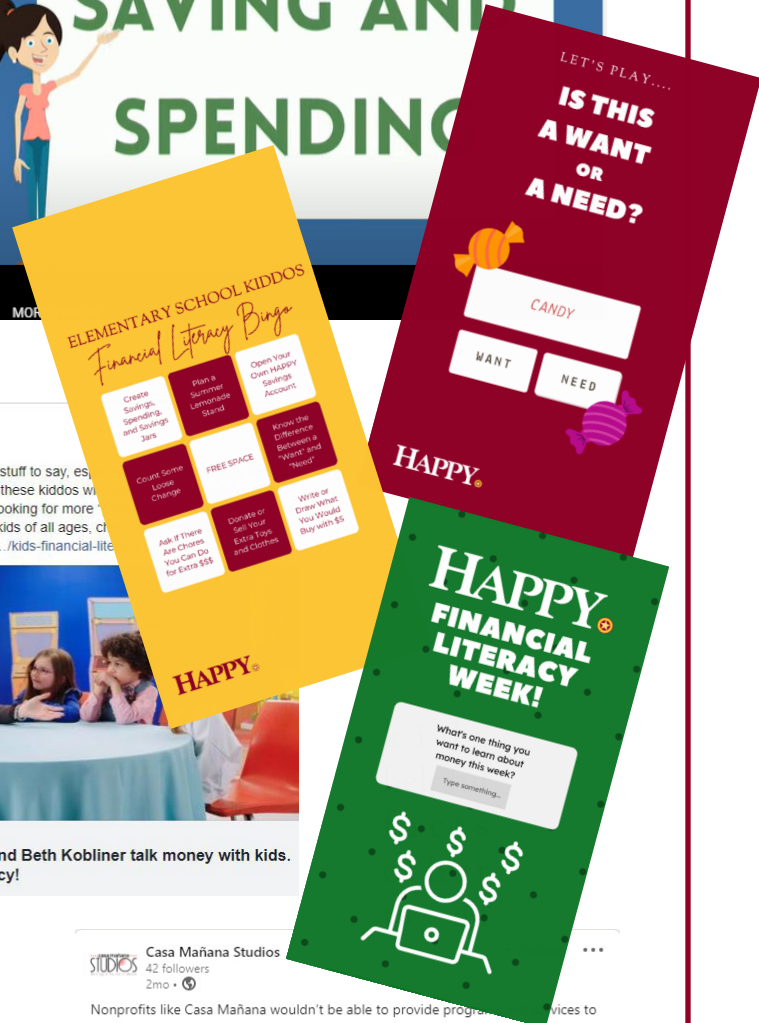 SAVING AND
SPENDING
LET'S PLAY....
IS THIS
A WANT
OR
A NEED?
CANDY
WANT
NEED
HAPPY
MOR
ELEMENTARY SCHOOL KIDDOS
Financial Literacy Bingo
Create
Savings,
Spending,
and Savings
Jars
Plan a
Summer
Lemonade
Stand
Open Your
Own HAPPY
Savings
Account
Count Some
Loose
Change
FREE SPACE
Know the
Difference
Between a
"Want" and
"Need"
Ask If There
Are Chores
You Can Do
for Extra $$$
Donate or
Sell Your
Extra Toys
and Clothes
Write or
Draw What
You Would
Buy with $5
HAPPY
stuff to say, esp
these kiddos wi
ooking for more
kids of all ages, ch
../kids-financial-lite
HAPPY
FINANCIAL
LITERACY
WEEK!
What's one thing you
want to learn about
money this week?
Type something...
$ $ $ $ $
nd Beth Kobliner talk money with kids.
cy!
casa mañana
STUDIOS
Casa Mañana Studios
42 followers
2mo •
Nonprofits like Casa Mañana wouldn't be able to provide progra vices to